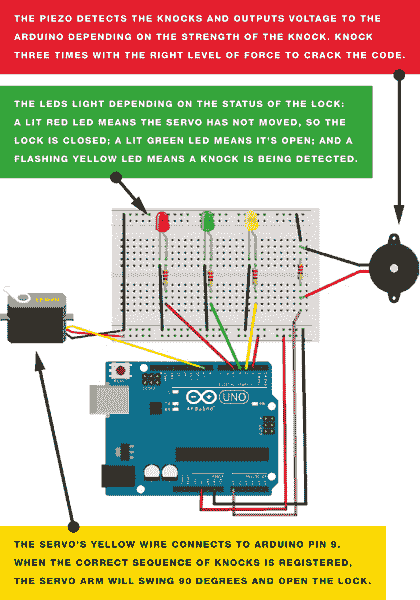 THE PIEZO DETECTS THE KNOCKS AND OUTPUTS VOLTAGE TO THE
ARDUINO DEPENDING ON THE STRENGTH OF THE KNOCK. KNOCK
THREE TIMES WITH THE RIGHT LEVEL OF FORCE TO CRACK THE CODE.
THE LEDS LIGHT DEPENDING ON THE STATUS OF THE LOCK:
A LIT RED LED MEANS THE SERVO HAS NOT MOVED, SO THE
LOCK IS CLOSED; A LIT GREEN LED MEANS IT'S OPEN; AND A
FLASHING YELLOW LED MEANS A KNOCK IS BEING DETECTED.
UNO
Arduino
THE SERVO'S YELLOW WIRE CONNECTS TO ARDUINO PIN 9.
WHEN THE CORRECT SEQUENCE OF KNOCKS IS REGISTERED,
THE SERVO ARM WILL SWING 90 DEGREES AND OPEN THE LOCK.